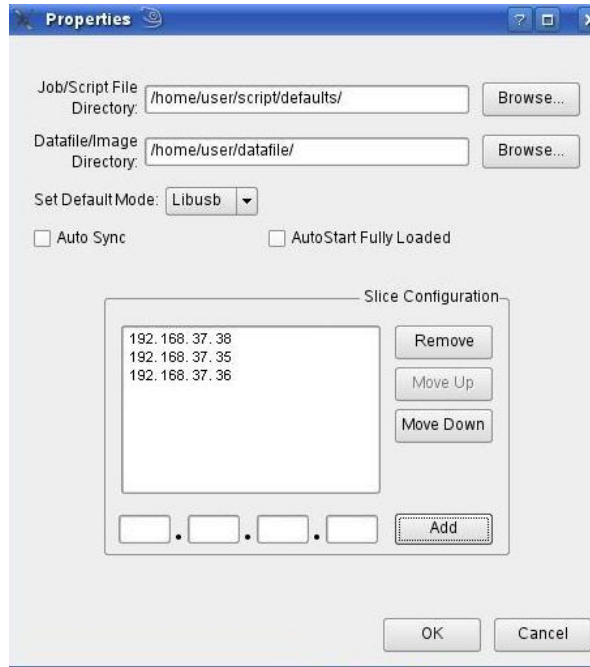 Properties
Job/Script File
Directory:
/home/user/script/defaults/
Browse...
Datafile/Image
Directory:
/home/user/datafile/
Browse...
Set Default Mode:
Libusb
Auto Sync
AutoStart Fully Loaded
Slice Configuration
192.168.37.38
192.168.37.35
192.168.37.36
Remove
Move Up
Move Down
. . .
Add
OK
Cancel